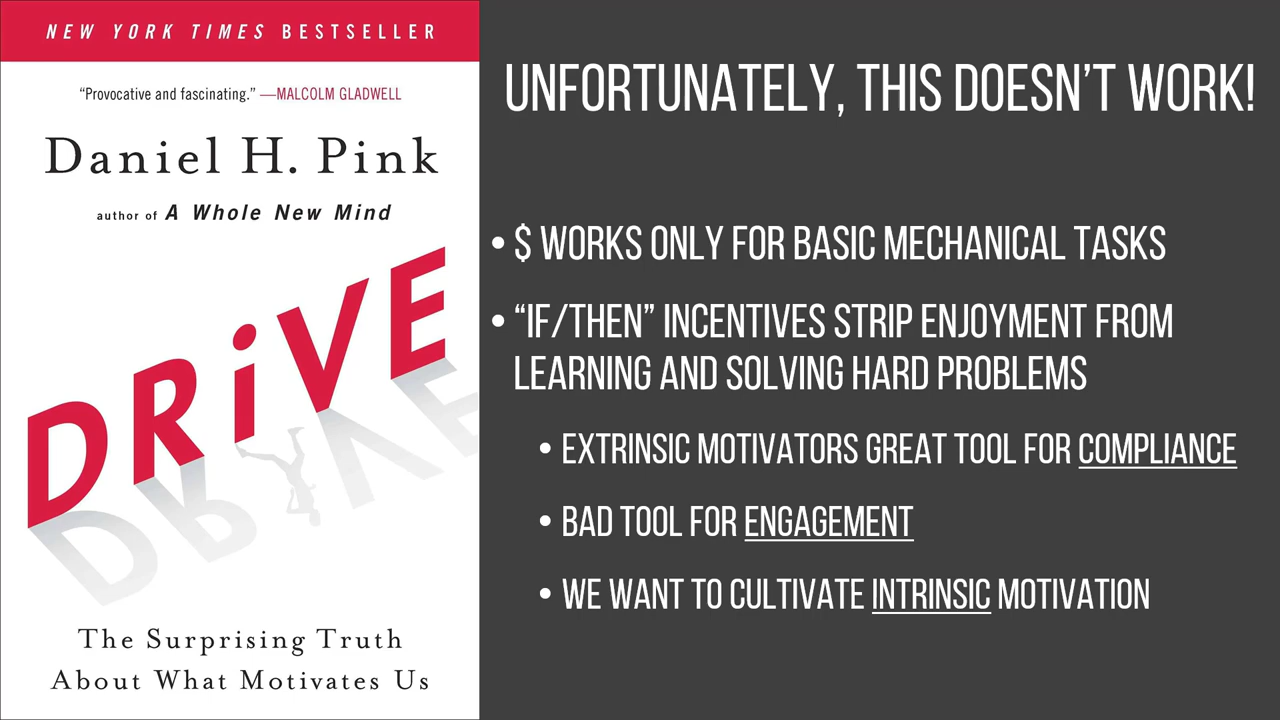 NEW YORK TIMES BESTSELLER
“Provocative and fascinating.” —MALCOLM GLADWELL
Daniel H. Pink
author of A Whole New Mind
DRiVE
The Surprising Truth
About What Motivates Us
UNFORTUNATELY, THIS DOESN’T WORK!
• $ WORKS ONLY FOR BASIC MECHANICAL TASKS
• “IF/THEN” INCENTIVES STRIP ENJOYMENT FROM
LEARNING AND SOLVING HARD PROBLEMS
• EXTRINSIC MOTIVATORS GREAT TOOL FOR COMPLIANCE
• BAD TOOL FOR ENGAGEMENT
• WE WANT TO CULTIVATE INTRINSIC MOTIVATION